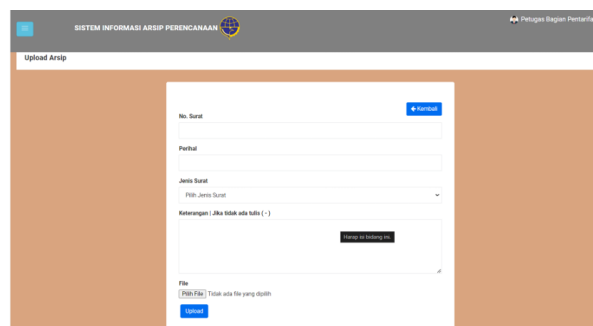 SISTEM INFORMASI ARSIP PERENCANAAN
Petugas Bagian Pentarifa
Upload Arsip
Kembali
No. Surat
Perihal
Jenis Surat
Pilih Jenis Surat
Keterangan | Jika tidak ada tulis ( - )
Harap isi bidang ini.
File
Pilih File Tidak ada file yang dipilih
Upload